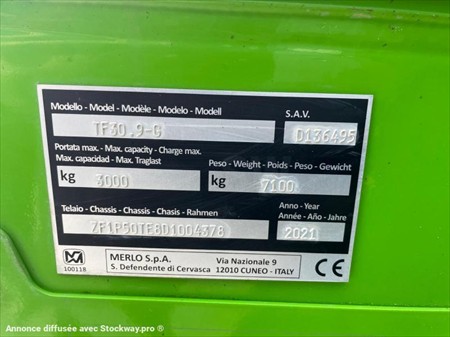 Modello - Model - Modèle - Modelo - Modell
S.A.V.
TF30.9-G
D136495
Portata max. - Max. capacity - Charge max.
Max. capacidad - Max. Traglast
Peso - Weight - Poids - Peso - Gewicht
kg 3000
kg 7100
Telaio - Chassis - Chassis - Chasis - Rahmen
Anno - Year
Année - Año - Jahre
ZF1P50TE8D1004378
2021
100118
MERLO S.p.A.
S. Defendente di Cervasca
Via Nazionale 9
12010 CUNEO - ITALY
CE
Annonce diffusée avec Stockway.pro ®